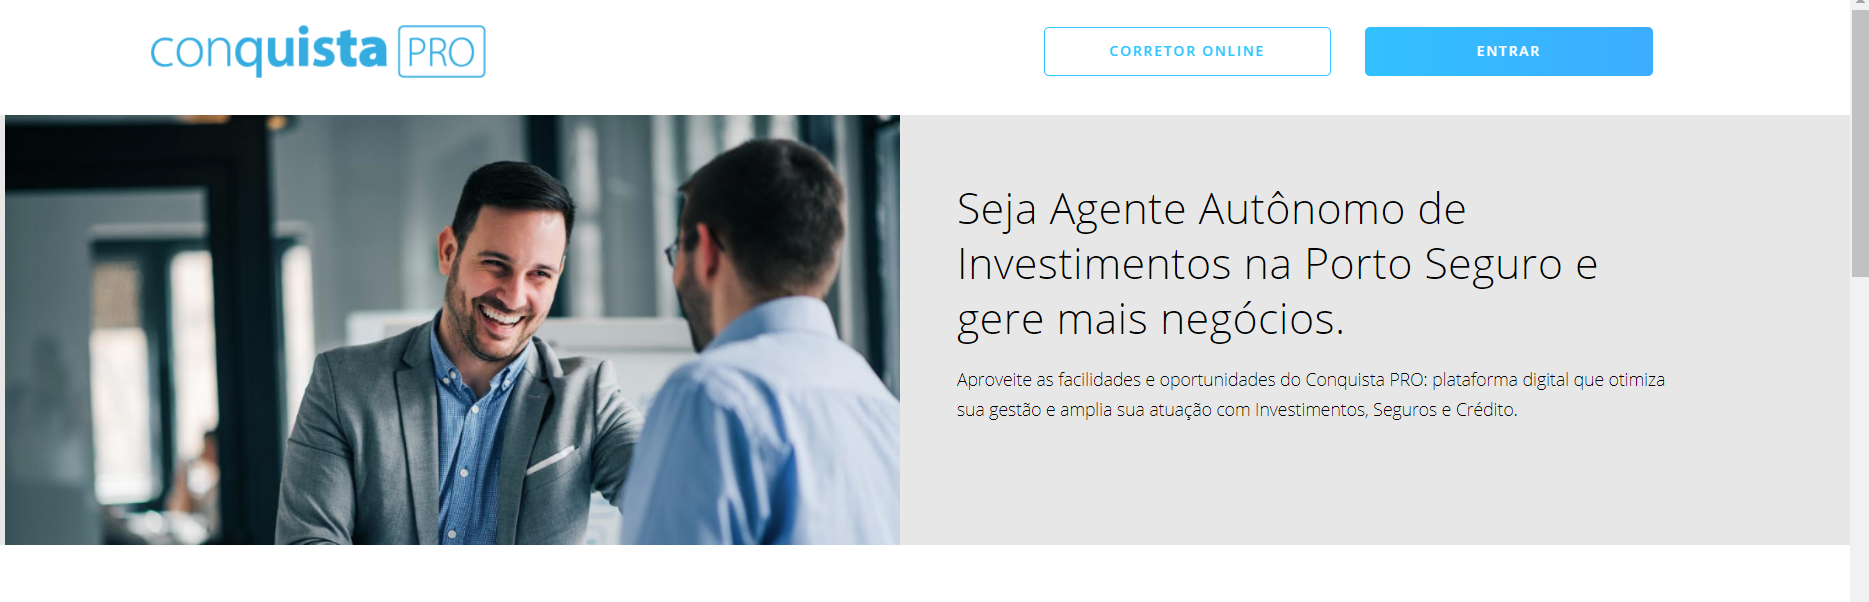 conquista PRO
CORRETOR ONLINE
ENTRAR
Seja Agente Autônomo de
Investimentos na Porto Seguro e
gere mais negócios.
Aproveite as facilidades e oportunidades do Conquista PRO: plataforma digital que otimiza
sua gestão e amplia sua atuação com Investimentos, Seguros e Crédito.